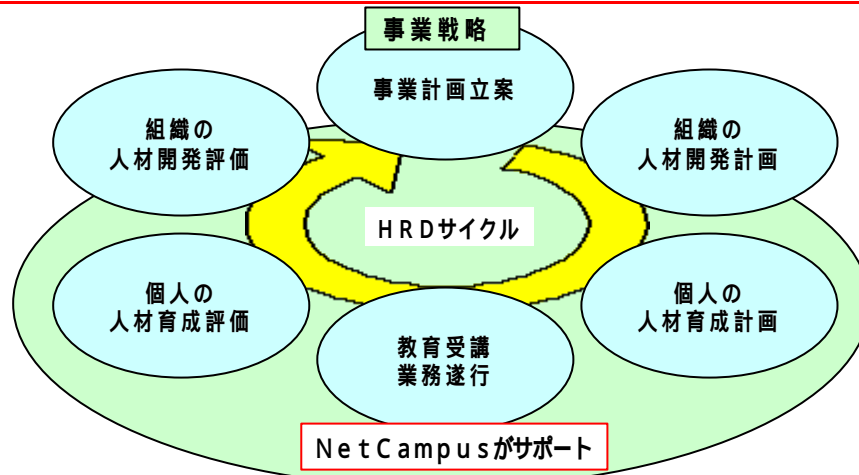 事業戦略
事業計画立案
組織の
人材開発評価
組織の
人材開発計画
HRDサイクル
個人の
人材育成評価
個人の
人材育成計画
教育受講
業務遂行
NetCampusがサポート